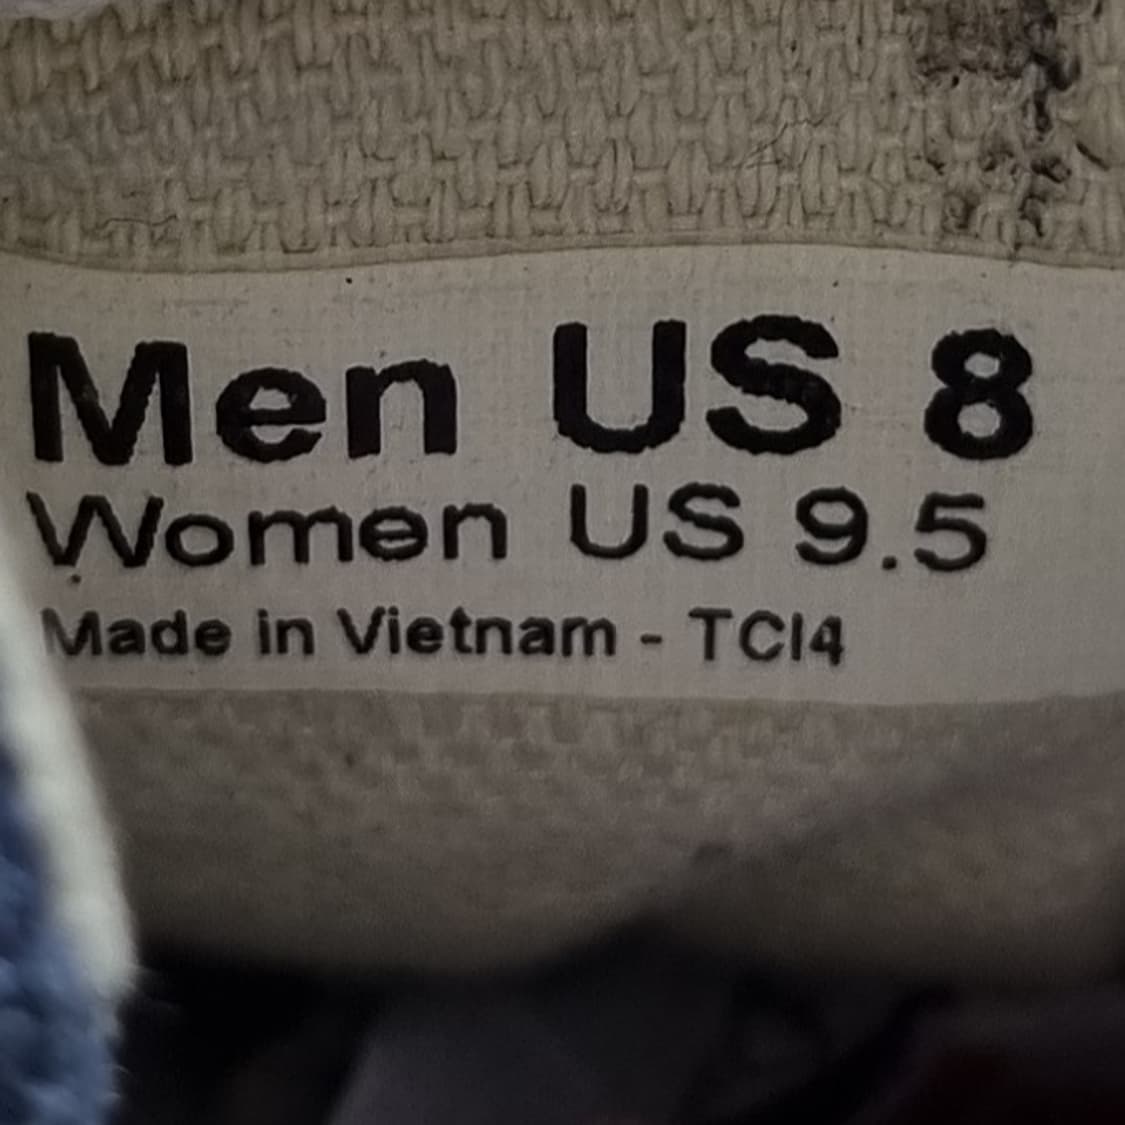 Men US 8
Women US 9.5
Made in Vietnam - TCI4